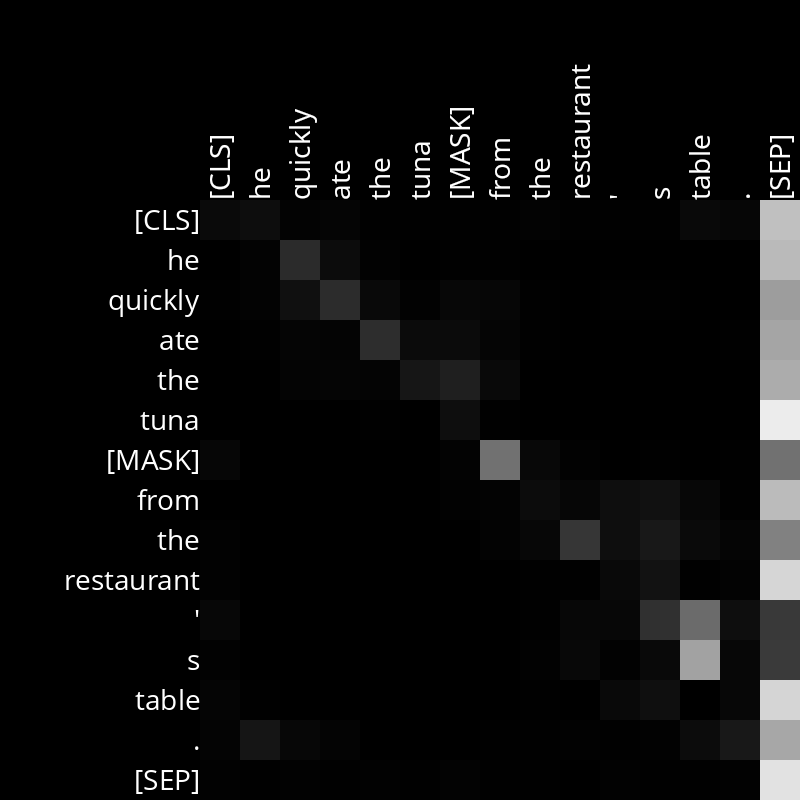 [CLS] he quickly ate the tuna [MASK] from the restaurant ' s table . [SEP]
[CLS]
he
quickly
ate
the
tuna
[MASK]
from
the
restaurant
'
s
table
.
[SEP]